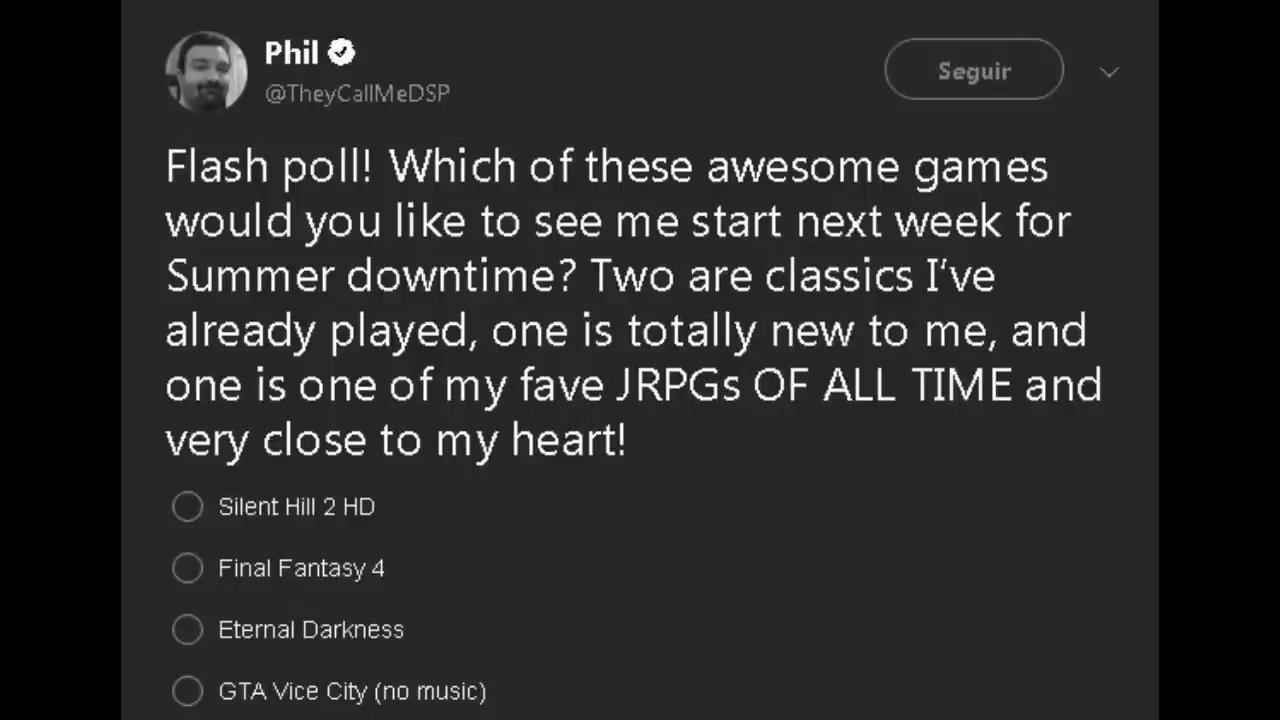 Phil
@TheyCallMeDSP
Seguir
Flash poll! Which of these awesome games
would you like to see me start next week for
Summer downtime? Two are classics I've
already played, one is totally new to me, and
one is one of my fave JRPGs OF ALL TIME and
very close to my heart!
Silent Hill 2 HD
Final Fantasy 4
Eternal Darkness
GTA Vice City (no music)